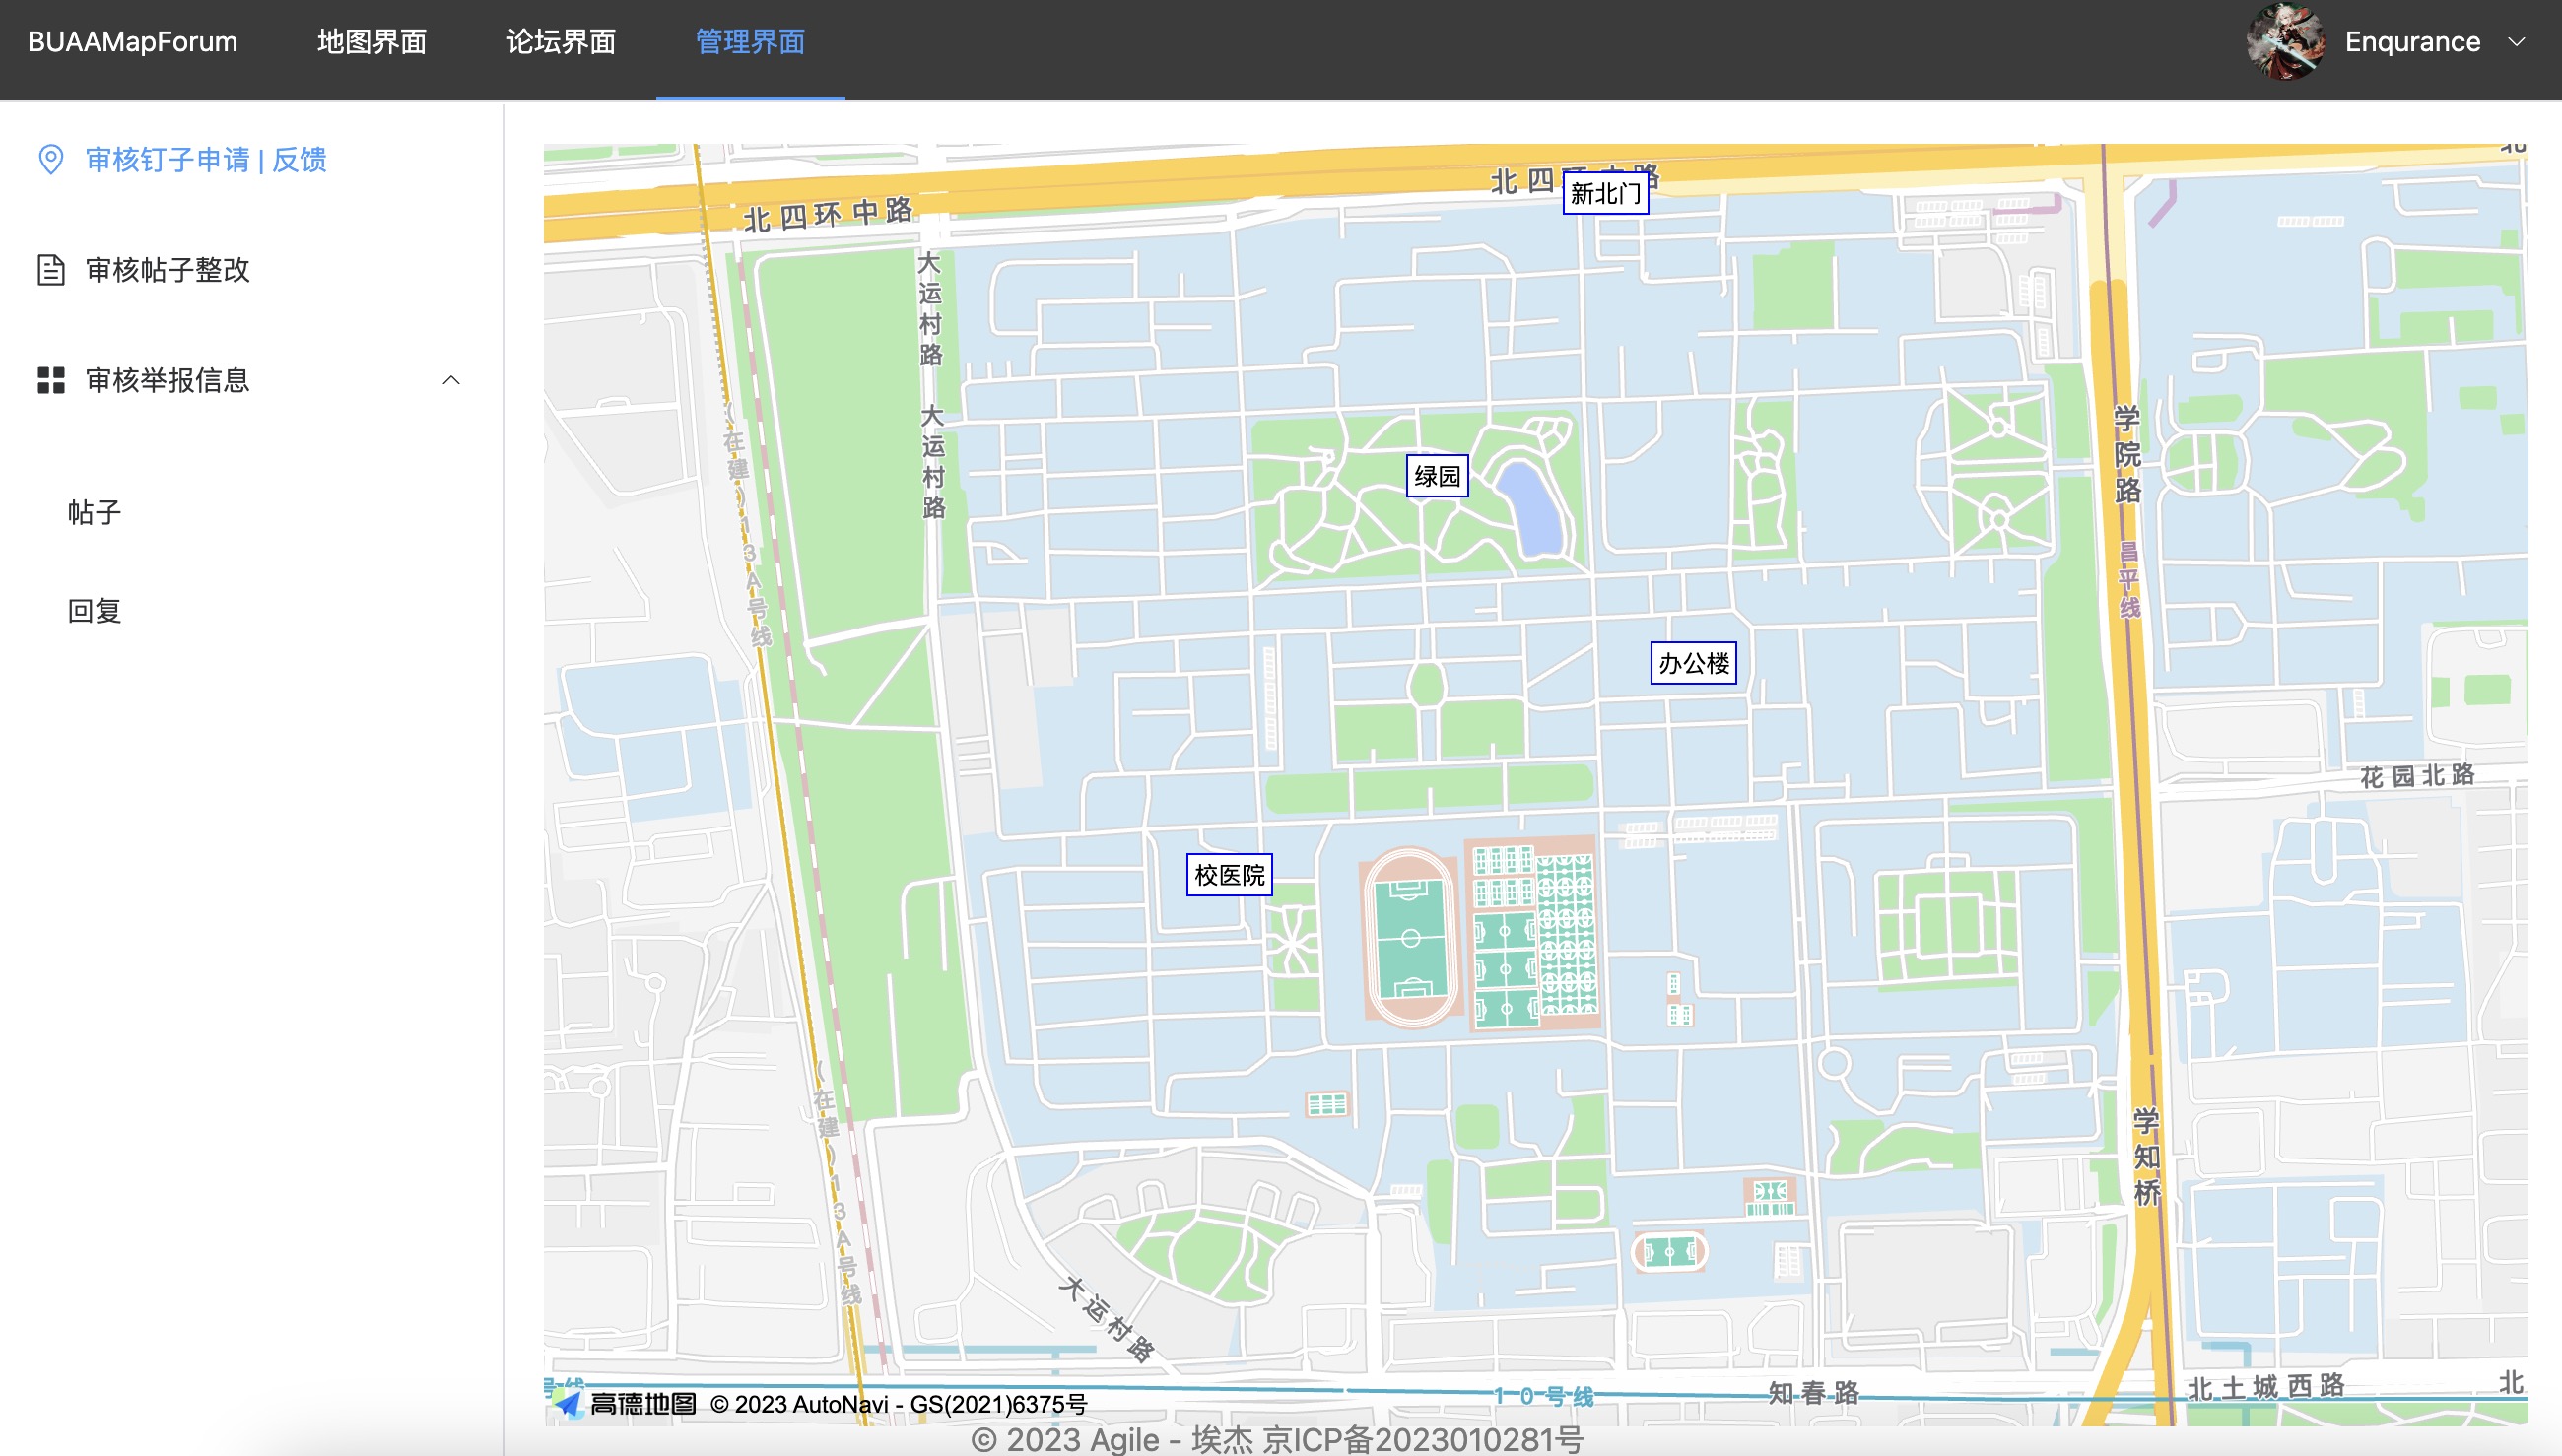 BUAAMapForum 地图界面 论坛界面 管理界面 Enqurance
审核钉子申请 | 反馈
审核帖子整改
审核举报信息
帖子
回复
北四环中路
北四
路
新北门
大运村路
大运村路
(在建)13A号线
绿园
学院路
昌平线
办公楼
花园北路
校医院
(在建)13A号线
学知桥
大运村路
号线
10号线
知春路
北土城西路
北
高德地图 © 2023 AutoNavi - GS(2021)6375号
© 2023 Agile - 埃杰 京ICP备2023010281号